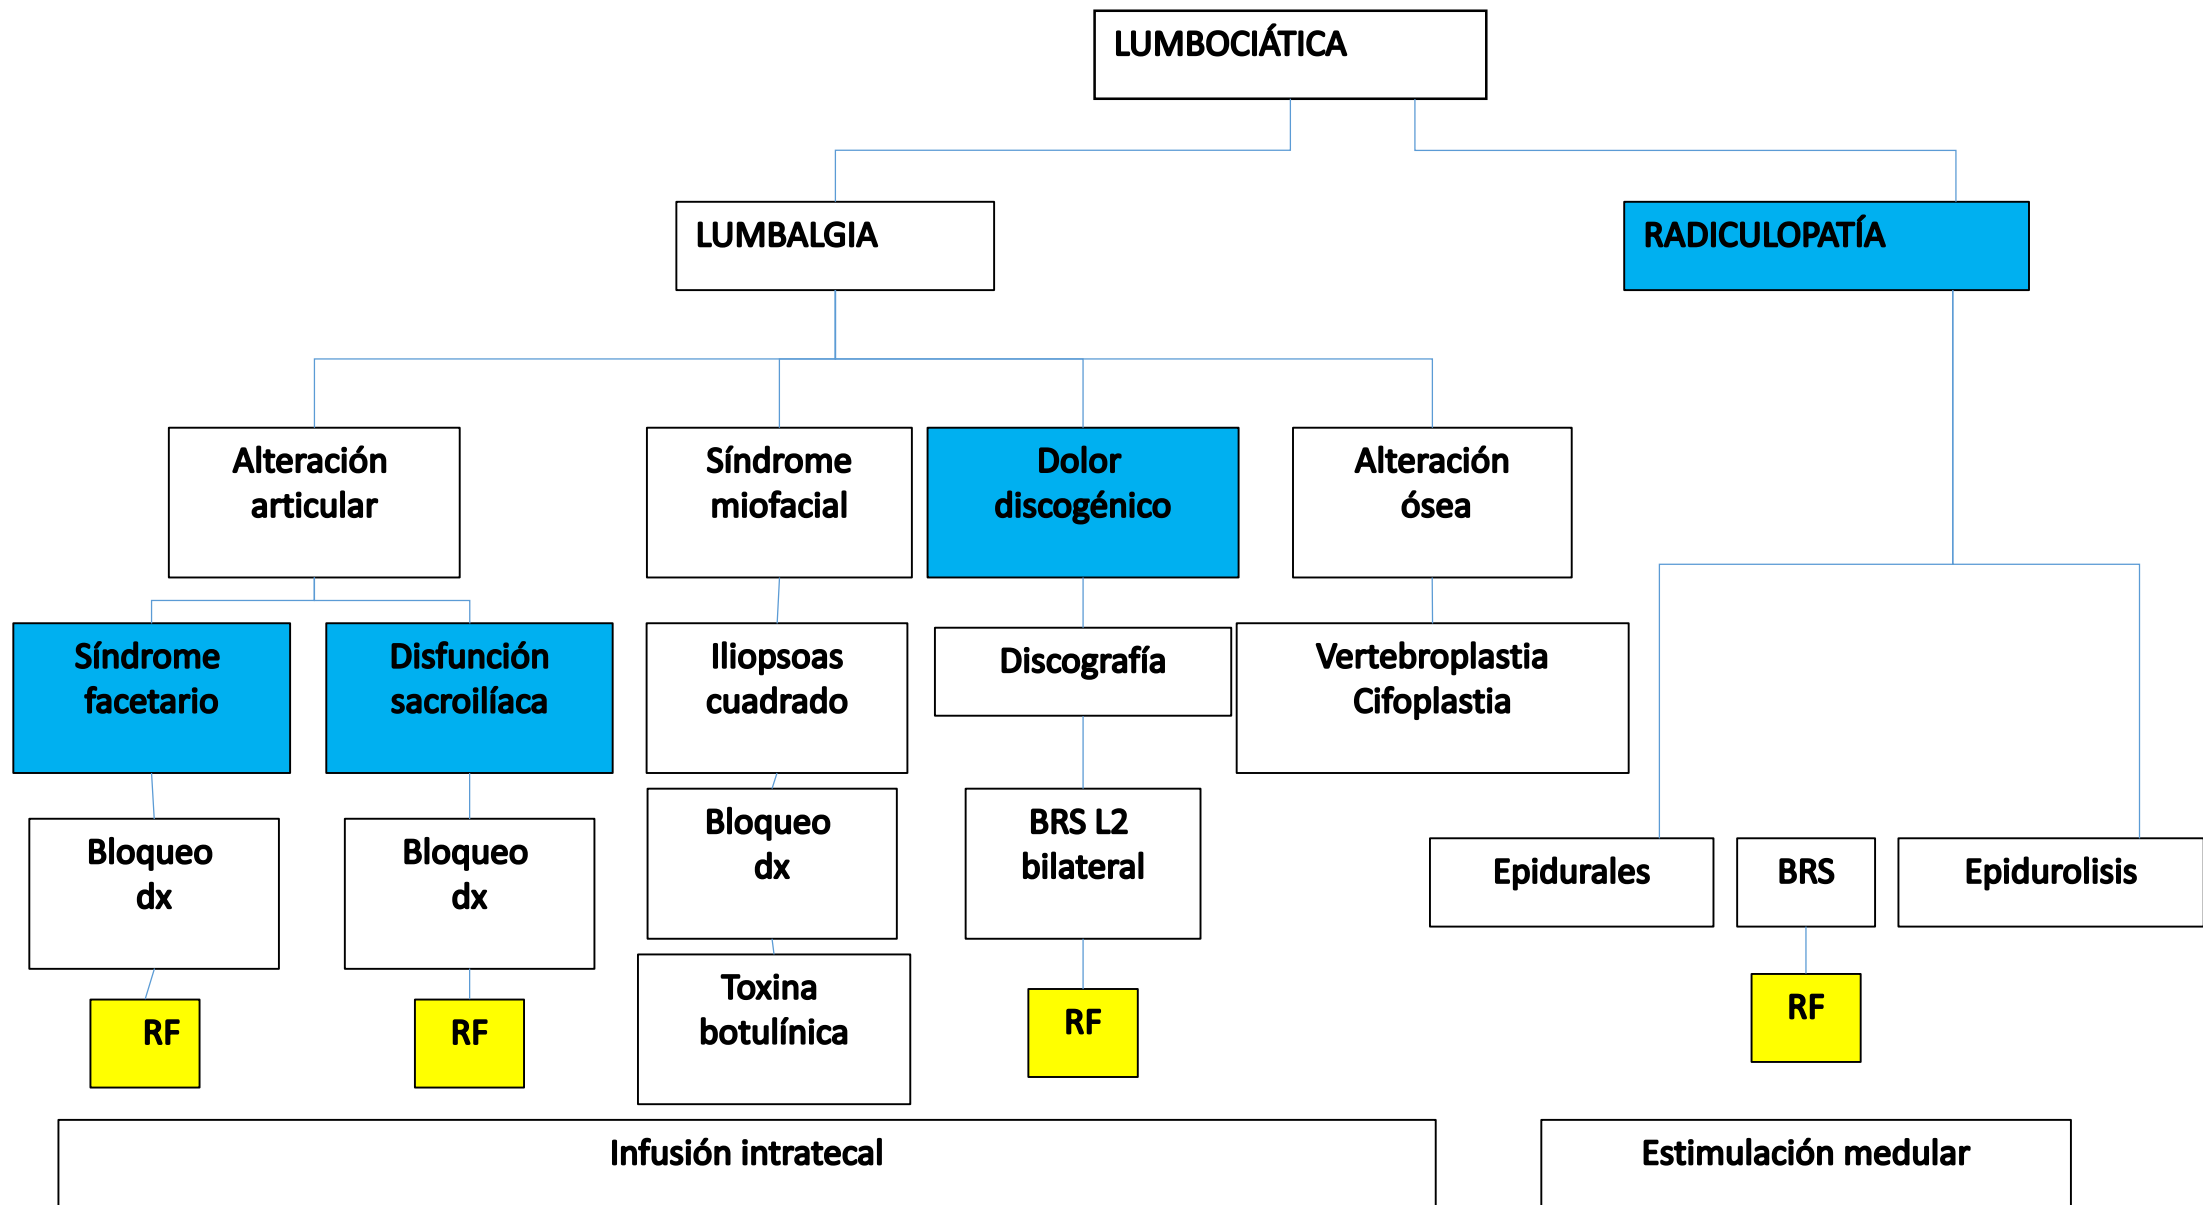 LUMBOCIÁTICA
LUMBALGIA
RADICULOPATÍA
Alteración
articular
Síndrome
miofacial
Dolor
discogénico
Alteración
ósea
Síndrome
facetario
Disfunción
sacroilíaca
Iliopsoas
cuadrado
Discografía
Vertebroplastia
Cifoplastia
Bloqueo
dx
Bloqueo
dx
Bloqueo
dx
BRS L2
bilateral
Epidurales
BRS
Epidurolisis
RF
RF
Toxina
botulínica
RF
RF
Infusión intratecal
Estimulación medular